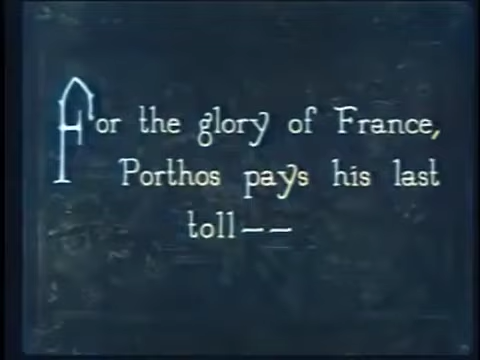 For the glory of France,
Porthos pays his last
toll——